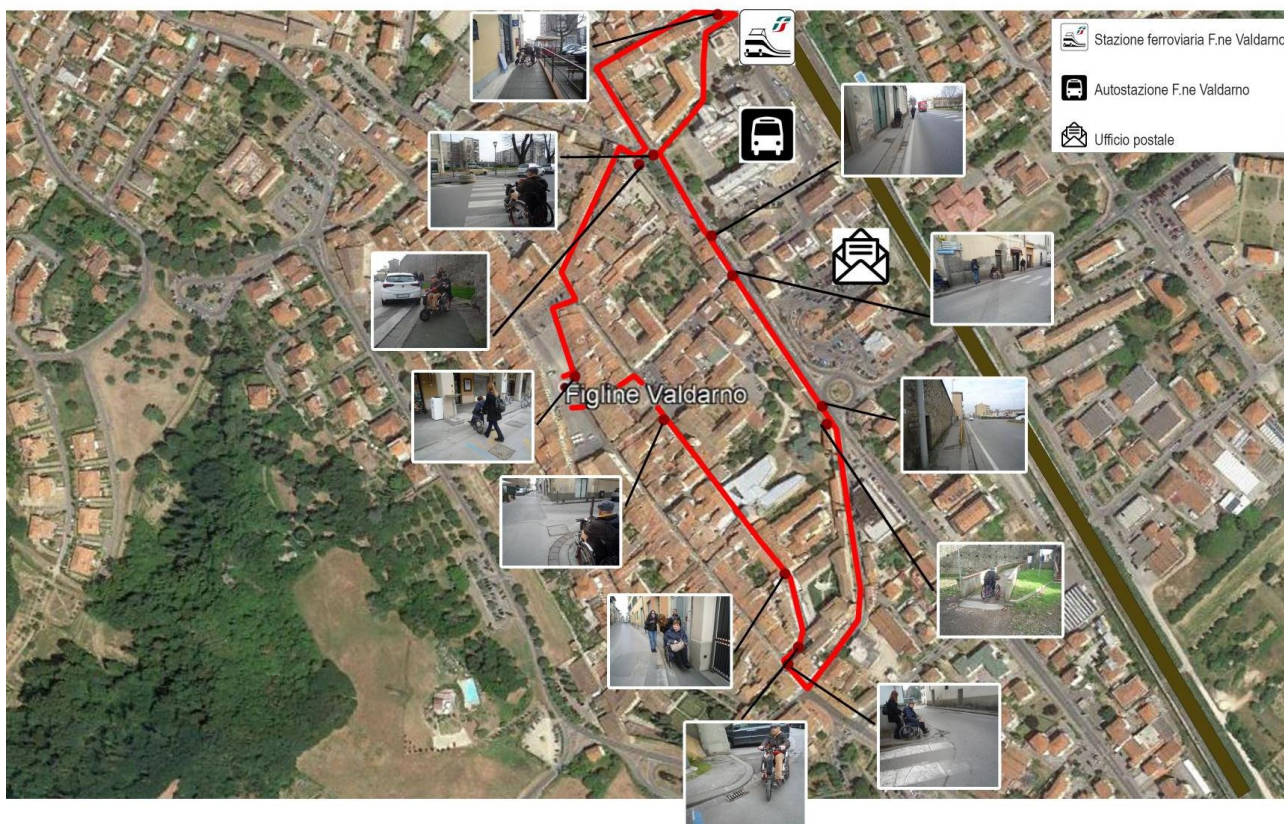 Stazione ferroviaria F.ne Valdarno
Autostazione F.ne Valdarno
Ufficio postale
Figline Valdarno